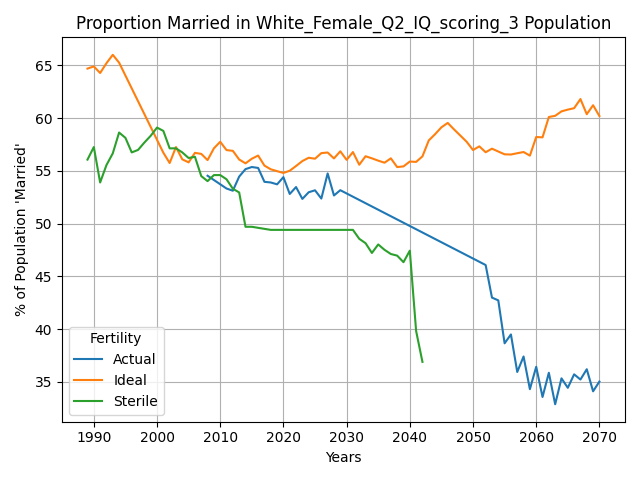 Proportion Married in White_Female_Q2_IQ_scoring_3 Population
% of Population 'Married'
65
60
55
50
45
40
35
Fertility
Actual
Ideal
Sterile
1990 2000 2010 2020 2030 2040 2050 2060 2070
Years